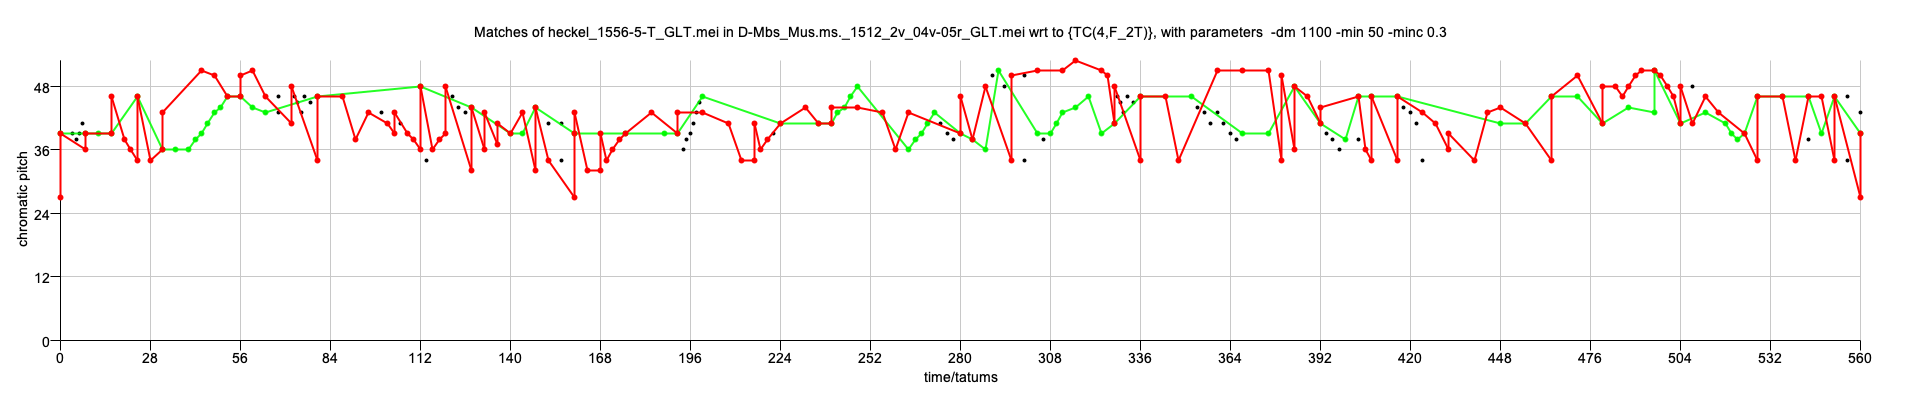 Matches of heckel_1556-5-T_GLT.mei in D-Mbs_Mus.ms._1512_2v_04v-05r_GLT.mei wrt to {TC(4,F_2T)}, with parameters  -dm 1100 -min 50 -minc 0.3
48
36
24
12
0
chromatic pitch
0 28 56 84 112 140 168 196 224 252 280 308 336 364 392 420 448 476 504 532 560
time/tatums